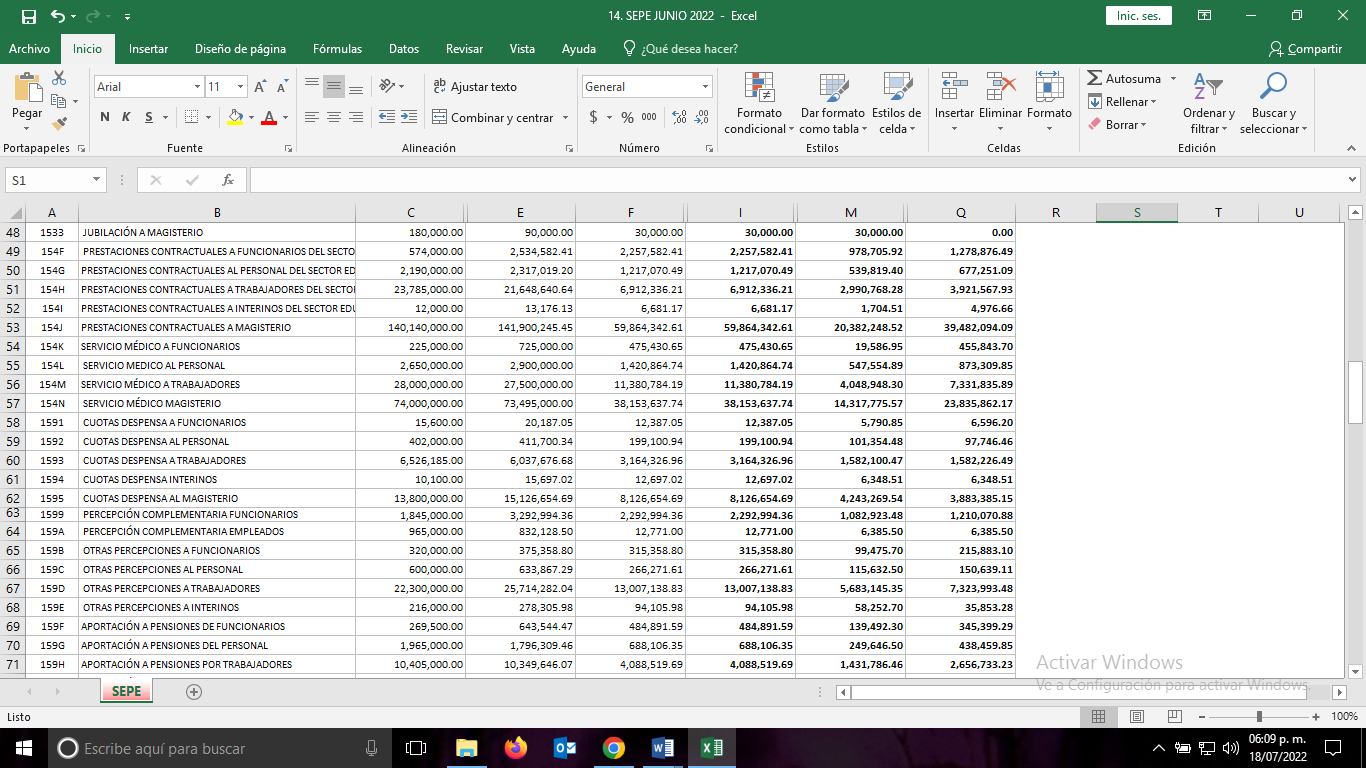 14. SEPE JUNIO 2022 - Excel
Inic. ses.
Archivo Inicio Insertar Diseño de página Fórmulas Datos Revisar Vista Ayuda ¿Qué desea hacer? Compartir
Pegar
Arial 11
N K S
Ajustar texto
Combinar y centrar
General
$ % 000
Formato condicional
Dar formato como tabla
Estilos de celda
Insertar Eliminar Formato
Autosuma
Rellenar
Borrar
Ordenar y filtrar
Buscar y seleccionar
Portapapeles Fuente Alineación Número Estilos Celdas Edición
S1 fx
A B C E F I M Q R S T U
48 1533 JUBILACIÓN A MAGISTERIO 180,000.00 90,000.00 30,000.00 30,000.00 30,000.00 0.00
49 154F PRESTACIONES CONTRACTUALES A FUNCIONARIOS DEL SECTO 574,000.00 2,534,582.41 2,257,582.41 2,257,582.41 978,705.92 1,278,876.49
50 154G PRESTACIONES CONTRACTUALES AL PERSONAL DEL SECTOR ED 2,190,000.00 2,317,019.20 1,217,070.49 1,217,070.49 539,819.40 677,251.09
51 154H PRESTACIONES CONTRACTUALES A TRABAJADORES DEL SECTO 23,785,000.00 21,648,640.64 6,912,336.21 6,912,336.21 2,990,768.28 3,921,567.93
52 154I PRESTACIONES CONTRACTUALES A INTERINOS DEL SECTOR EDU 12,000.00 13,176.13 6,681.17 6,681.17 1,704.51 4,976.66
53 154J PRESTACIONES CONTRACTUALES A MAGISTERIO 140,140,000.00 141,900,245.45 59,864,342.61 59,864,342.61 20,382,248.52 39,482,094.09
54 154K SERVICIO MÉDICO A FUNCIONARIOS 225,000.00 725,000.00 475,430.65 475,430.65 19,586.95 455,843.70
55 154L SERVICIO MEDICO AL PERSONAL 2,650,000.00 2,900,000.00 1,420,864.74 1,420,864.74 547,554.89 873,309.85
56 154M SERVICIO MÉDICO A TRABAJADORES 28,000,000.00 27,500,000.00 11,380,784.19 11,380,784.19 4,048,948.30 7,331,835.89
57 154N SERVICIO MÉDICO MAGISTERIO 74,000,000.00 73,495,000.00 38,153,637.74 38,153,637.74 14,317,775.57 23,835,862.17
58 1591 CUOTAS DESPENSA A FUNCIONARIOS 15,600.00 20,187.05 12,387.05 12,387.05 5,790.85 6,596.20
59 1592 CUOTAS DESPENSA AL PERSONAL 402,000.00 411,700.34 199,100.94 199,100.94 101,354.48 97,746.46
60 1593 CUOTAS DESPENSA A TRABAJADORES 6,526,185.00 6,037,676.68 3,164,326.96 3,164,326.96 1,582,100.47 1,582,226.49
61 1594 CUOTAS DESPENSA INTERINOS 10,100.00 15,697.02 12,697.02 12,697.02 6,348.51 6,348.51
62 1595 CUOTAS DESPENSA AL MAGISTERIO 13,800,000.00 15,126,654.69 8,126,654.69 8,126,654.69 4,243,269.54 3,883,385.15
63 1599 PERCEPCIÓN COMPLEMENTARIA FUNCIONARIOS 1,845,000.00 3,292,994.36 2,292,994.36 2,292,994.36 1,082,923.48 1,210,070.88
64 159A PERCEPCIÓN COMPLEMENTARIA EMPLEADOS 965,000.00 832,128.50 12,771.00 12,771.00 6,385.50 6,385.50
65 159B OTRAS PERCEPCIONES A FUNCIONARIOS 320,000.00 375,358.80 315,358.80 315,358.80 99,475.70 215,883.10
66 159C OTRAS PERCEPCIONES AL PERSONAL 600,000.00 633,867.29 266,271.61 266,271.61 115,632.50 150,639.11
67 159D OTRAS PERCEPCIONES A TRABAJADORES 22,300,000.00 25,714,282.04 13,007,138.83 13,007,138.83 5,683,145.35 7,323,993.48
68 159E OTRAS PERCEPCIONES A INTERINOS 216,000.00 278,305.98 94,105.98 94,105.98 58,252.70 35,853.28
69 159F APORTACIÓN A PENSIONES DE FUNCIONARIOS 269,500.00 643,544.47 484,891.59 484,891.59 139,492.30 345,399.29
70 159G APORTACIÓN A PENSIONES DEL PERSONAL 1,965,000.00 1,796,309.46 688,106.35 688,106.35 249,646.50 438,459.85
71 159H APORTACIÓN A PENSIONES POR TRABAJADORES 10,405,000.00 10,349,646.07 4,088,519.69 4,088,519.69 1,431,786.46 2,656,733.23
Activar Windows
Ve a Configuración para activar Windows.
SEPE
Listo 100%
Escribe aquí para buscar
06:09 p. m.
18/07/2022